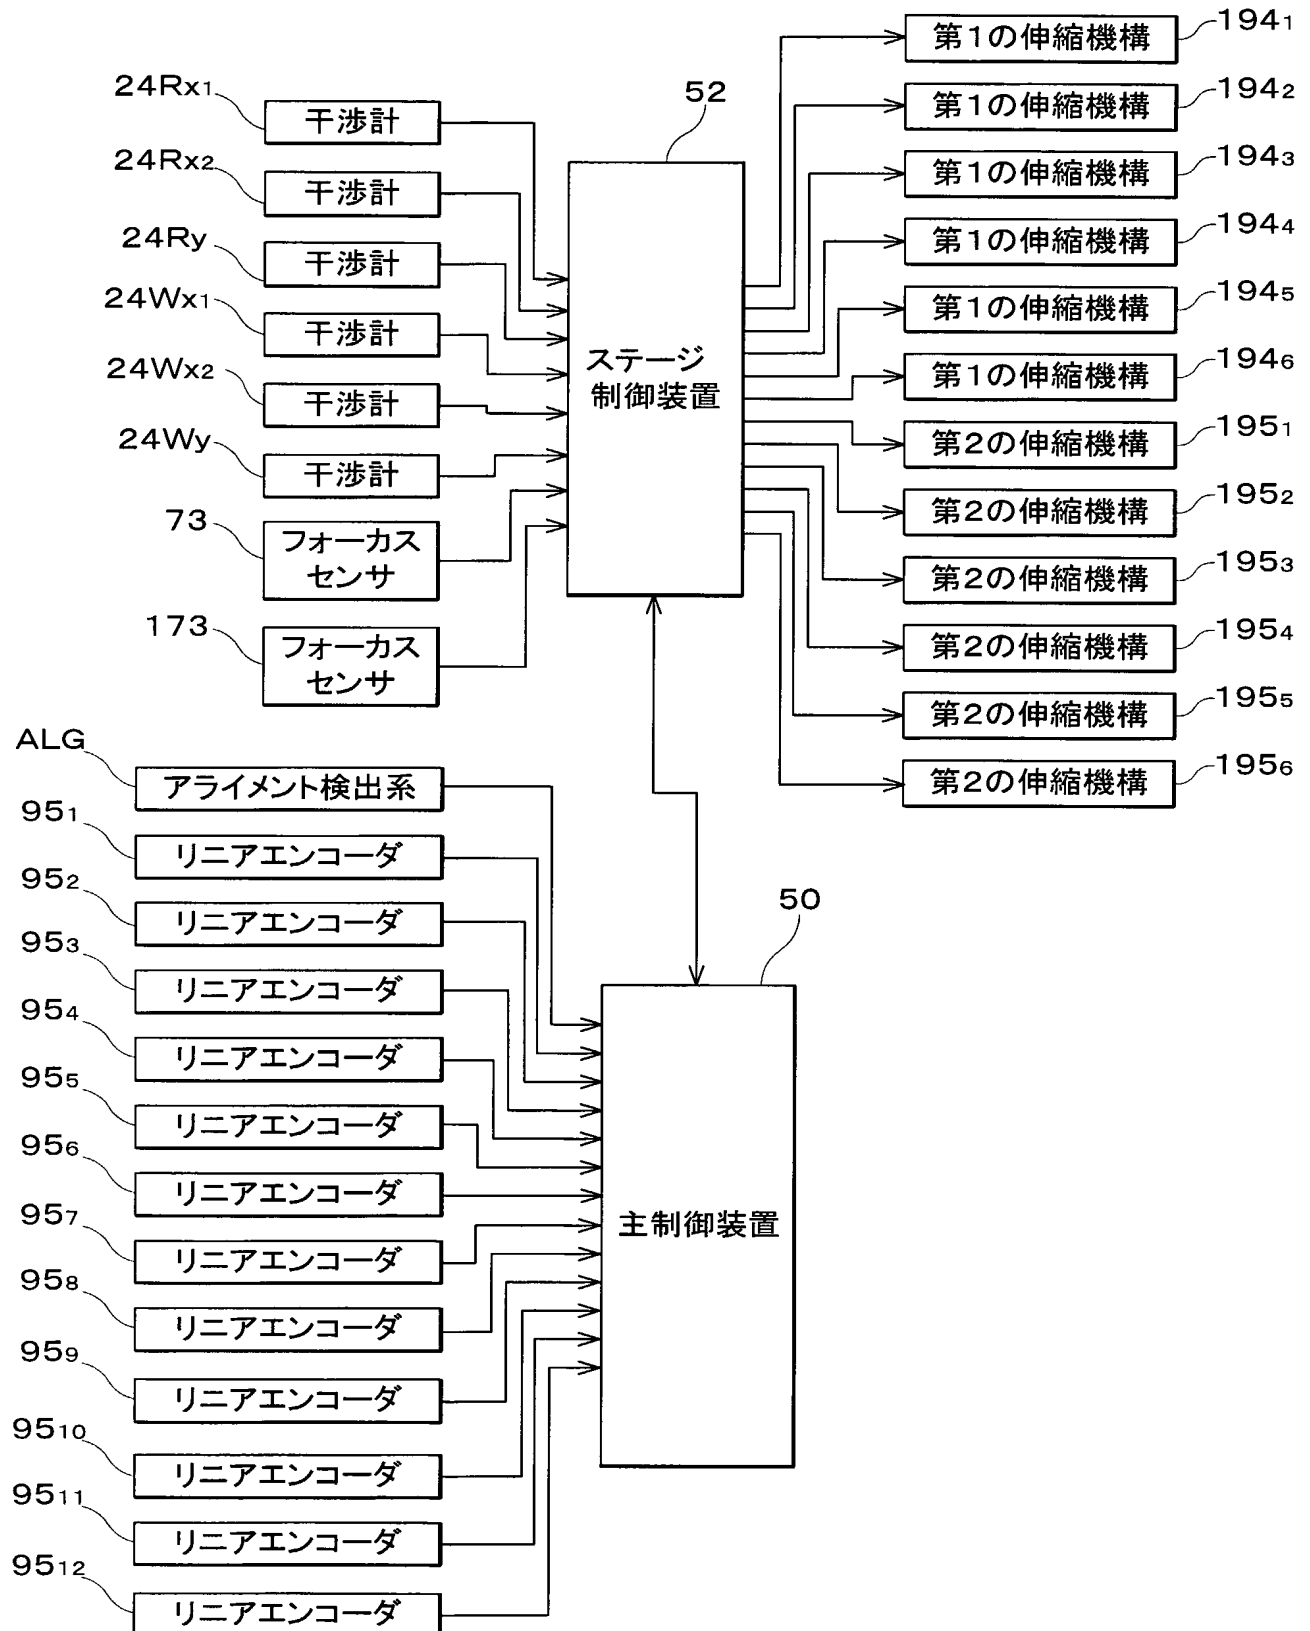 24Rx1
干渉計
24Rx2
干渉計
24Ry
干渉計
24Wx1
干渉計
24Wx2
干渉計
24Wy
干渉計
73
フォーカス
センサ
173
フォーカス
センサ
52
ステージ
制御装置
第1の伸縮機構
194₁
第1の伸縮機構
194₂
第1の伸縮機構
194₃
第1の伸縮機構
194₄
第1の伸縮機構
194₅
第1の伸縮機構
194₆
第2の伸縮機構
195₁
第2の伸縮機構
195₂
第2の伸縮機構
195₃
第2の伸縮機構
195₄
第2の伸縮機構
195₅
第2の伸縮機構
195₆
ALG
アライメント検出系
95₁
リニアエンコーダ
95₂
リニアエンコーダ
95₃
リニアエンコーダ
95₄
リニアエンコーダ
95₅
リニアエンコーダ
95₆
リニアエンコーダ
95₇
リニアエンコーダ
95₈
リニアエンコーダ
95₉
リニアエンコーダ
95₁₀
リニアエンコーダ
95₁₁
リニアエンコーダ
95₁₂
リニアエンコーダ
50
主制御装置